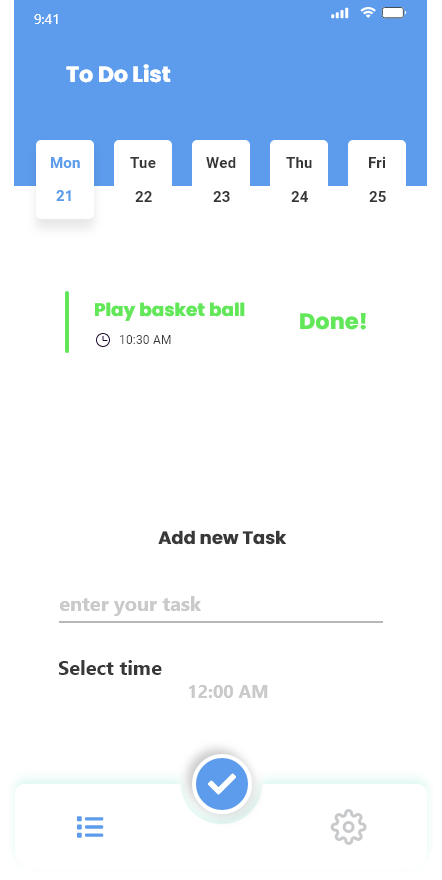 9:41
To Do List
Mon Tue Wed Thu Fri
21 22 23 24 25
Play basket ball
Done!
10:30 AM
Add new Task
enter your task
Select time
12:00 AM